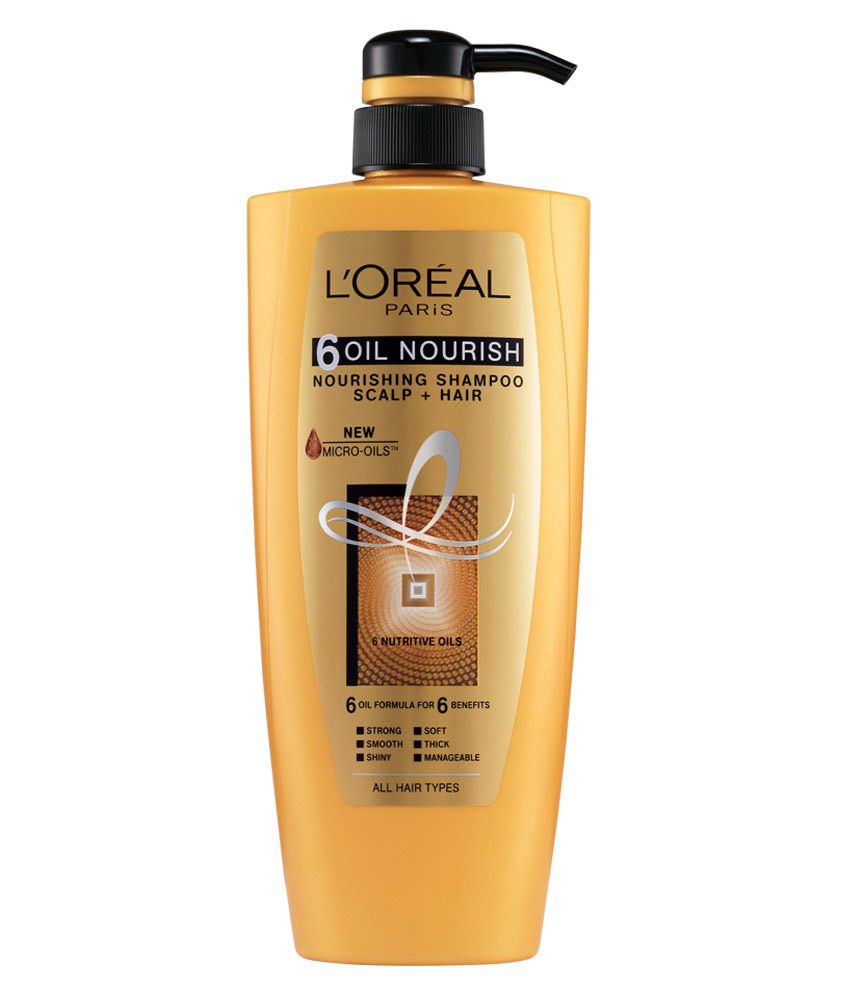 L'ORÉAL
PARiS
6 OIL NOURISH
NOURISHING SHAMPOO
SCALP + HAIR
NEW
MICRO-OILS™
6 NUTRITIVE OILS
6 OIL FORMULA FOR 6 BENEFITS
STRONG SOFT
SMOOTH THICK
SHINY MANAGEABLE
ALL HAIR TYPES